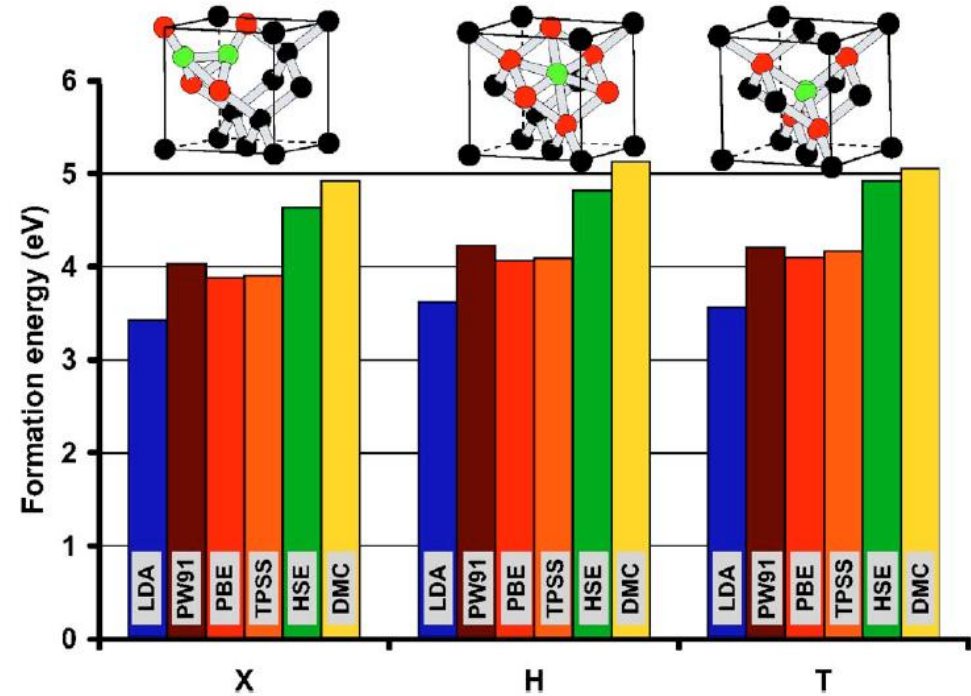 Formation energy (eV)
6
5
4
3
2
1
0
LDA
PW91
PBE
TPSS
HSE
DMC
LDA
PW91
PBE
TPSS
HSE
DMC
LDA
PW91
PBE
TPSS
HSE
DMC
X
H
T